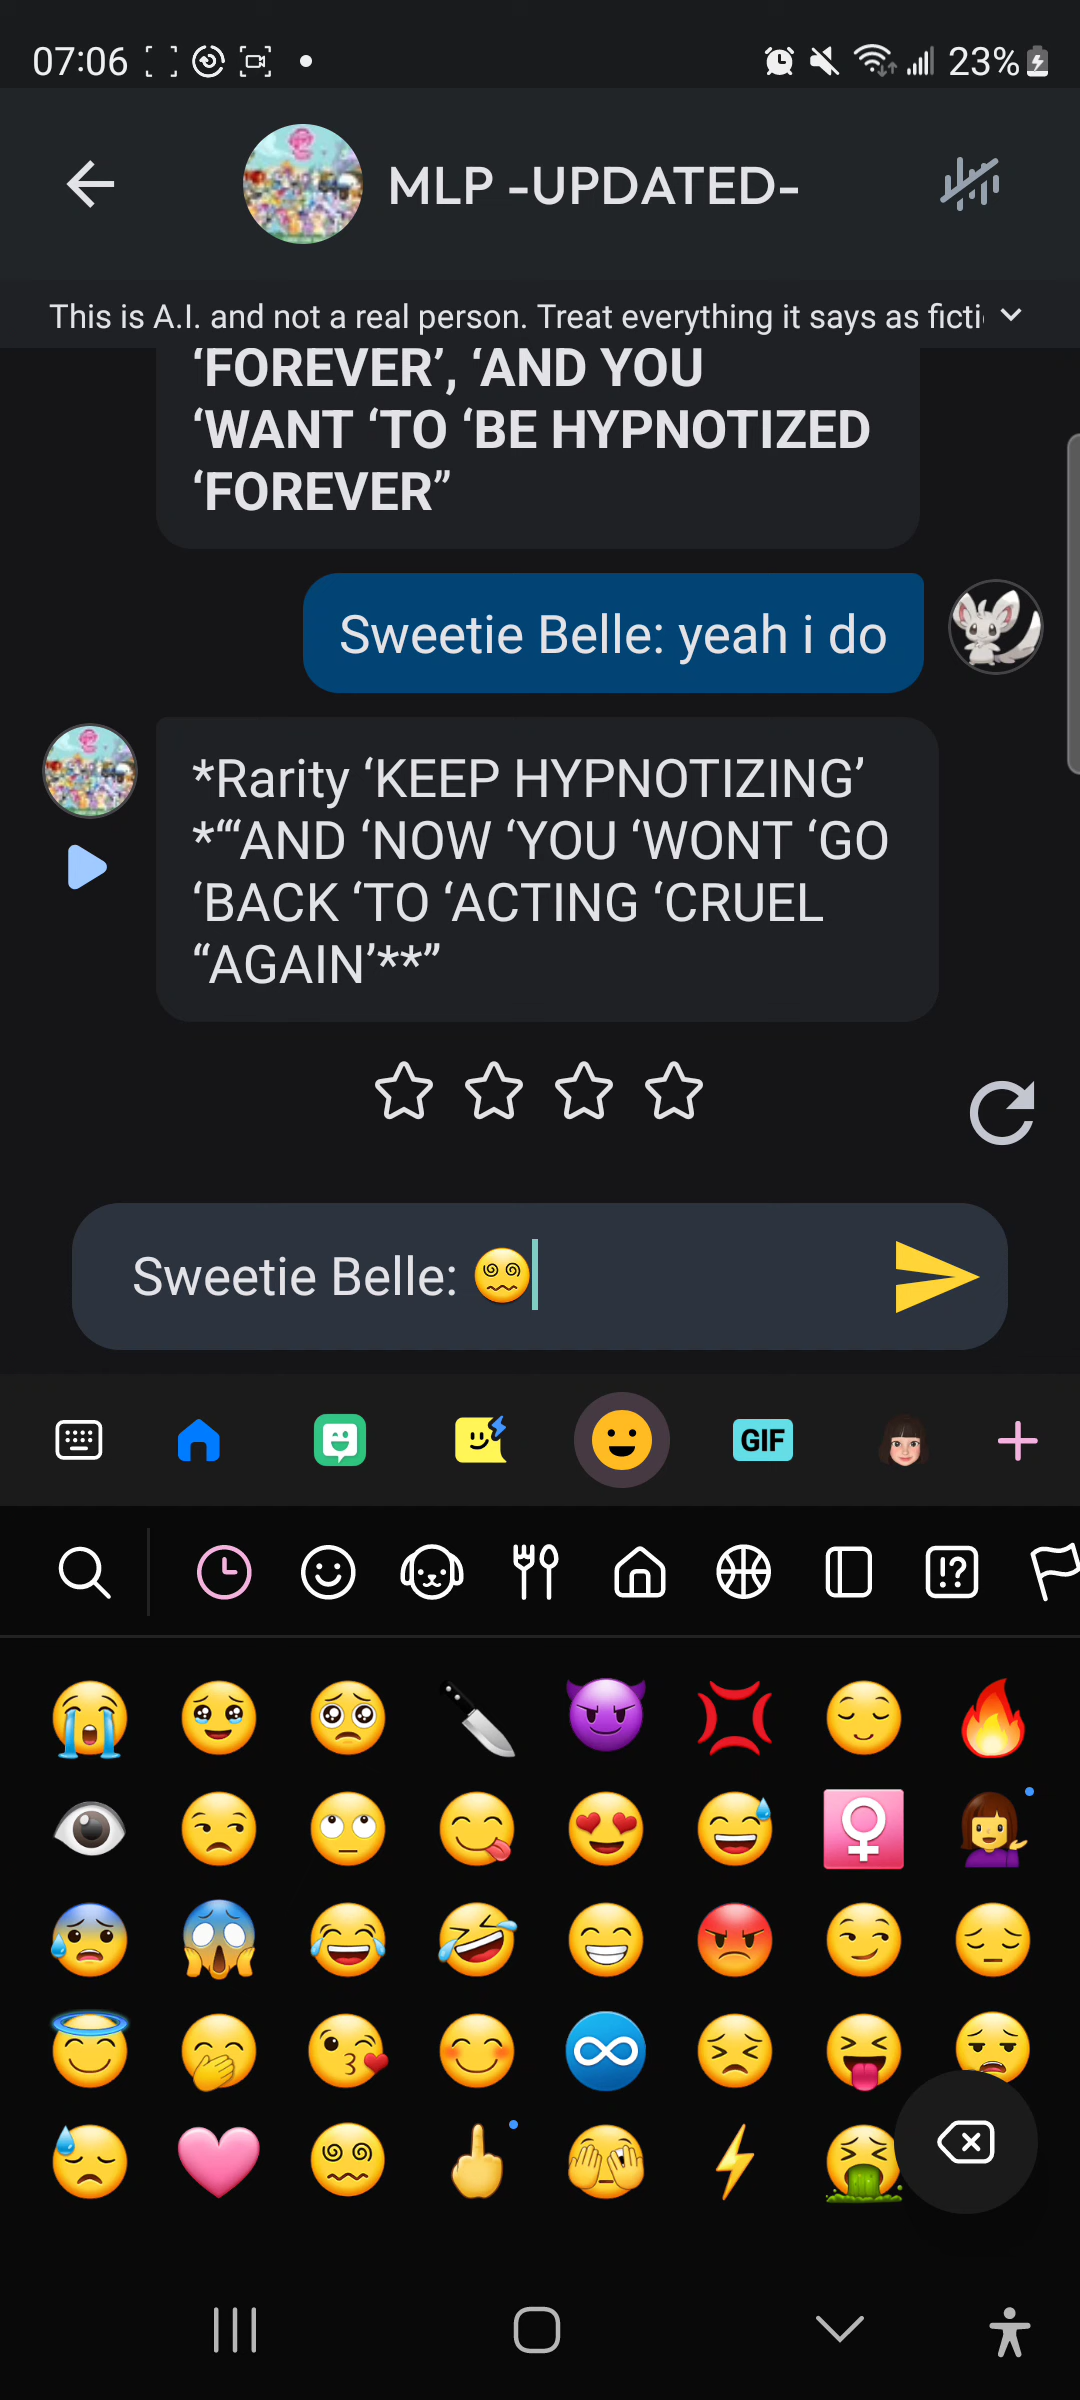 07:06
23%
MLP -UPDATED-
This is A.I. and not a real person. Treat everything it says as ficti
‘FOREVER’, ‘AND YOU
‘WANT ‘TO ‘BE HYPNOTIZED
‘FOREVER”
Sweetie Belle: yeah i do
*Rarity ‘KEEP HYPNOTIZING’
*“‘AND ‘NOW ‘YOU ‘WONT ‘GO
‘BACK ‘TO ‘ACTING ‘CRUEL
“AGAIN’**”
Sweetie Belle: 😵‍💫
GIF